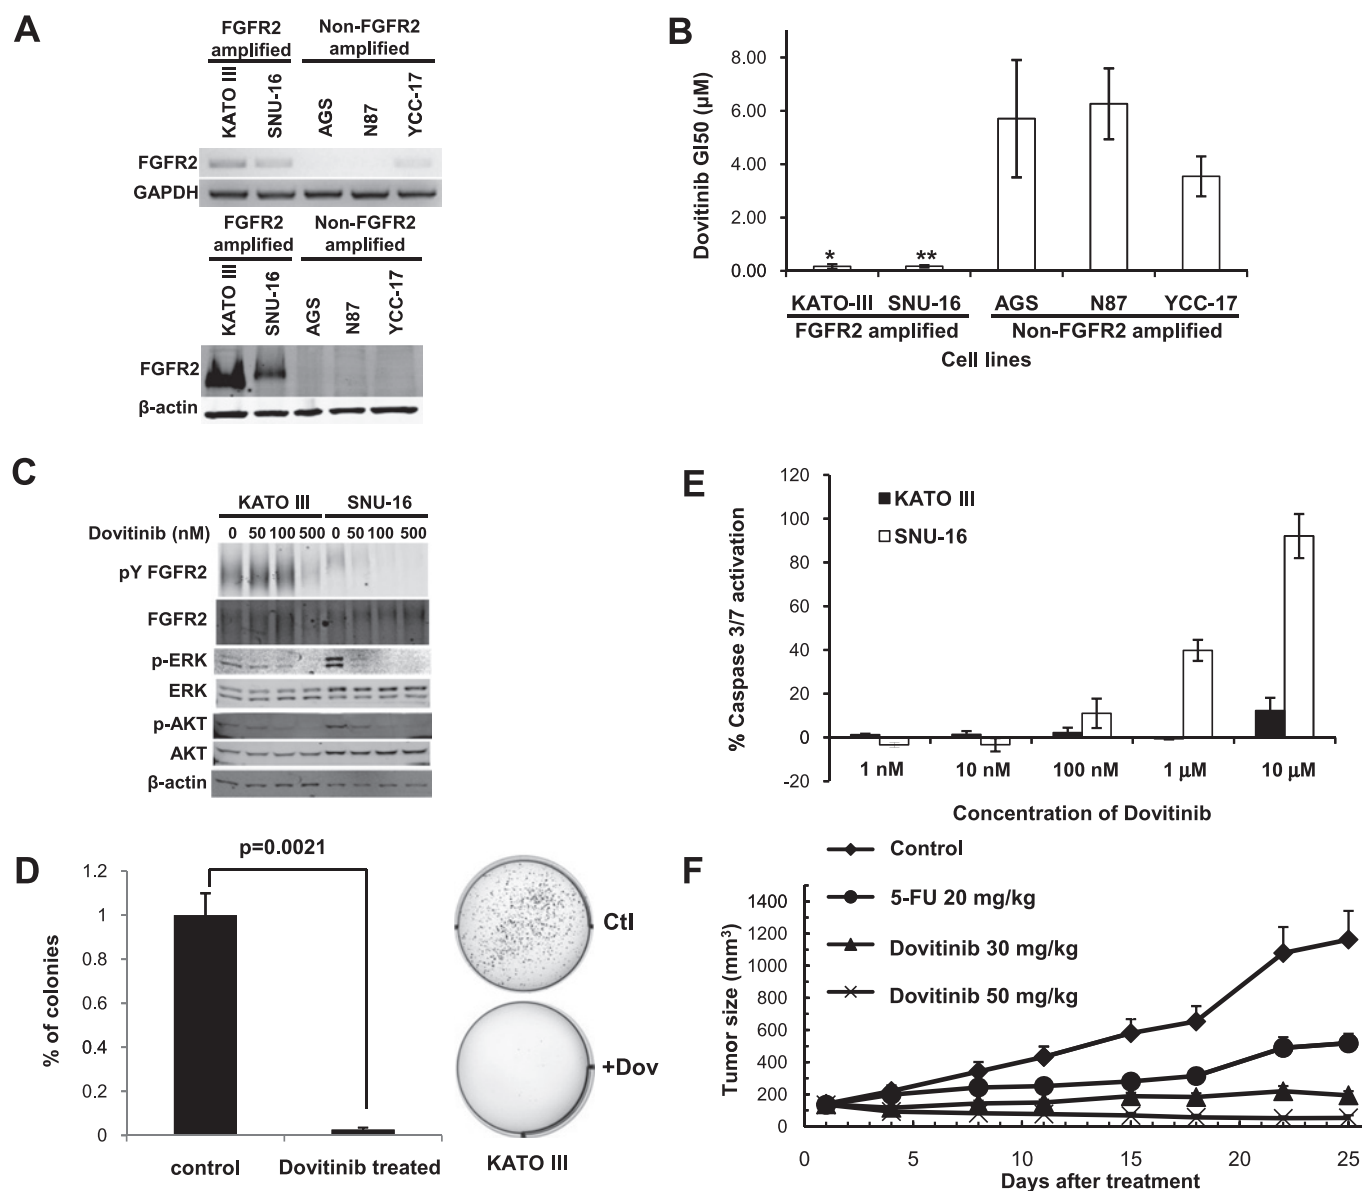 A
FGFR2
amplified
Non-FGFR2
amplified
KATO III
SNU-16
AGS
N87
YCC-17
FGFR2
GAPDH
FGFR2
amplified
Non-FGFR2
amplified
KATO III
SNU-16
AGS
N87
YCC-17
FGFR2
β-actin
B
Dovitinib GI50 (µM)
8.00
6.00
4.00
2.00
0.00
*
**
KATO-III SNU-16 AGS N87 YCC-17
FGFR2 amplified Non-FGFR2 amplified
Cell lines
C
KATO III SNU-16
Dovitinib (nM) 0 50 100 500 0 50 100 500
pY FGFR2
FGFR2
p-ERK
ERK
p-AKT
AKT
β-actin
D
p=0.0021
% of colonies
1.2
1
0.8
0.6
0.4
0.2
0
control Dovitinib treated
Ctl
+Dov
KATO III
E
% Caspase 3/7 activation
120
100
80
60
40
20
0
-20
KATO III
SNU-16
1 nM 10 nM 100 nM 1 µM 10 µM
Concentration of Dovitinib
F
Control
5-FU 20 mg/kg
Dovitinib 30 mg/kg
Dovitinib 50 mg/kg
Tumor size (mm³)
1400
1200
1000
800
600
400
200
0
0 5 10 15 20 25
Days after treatment